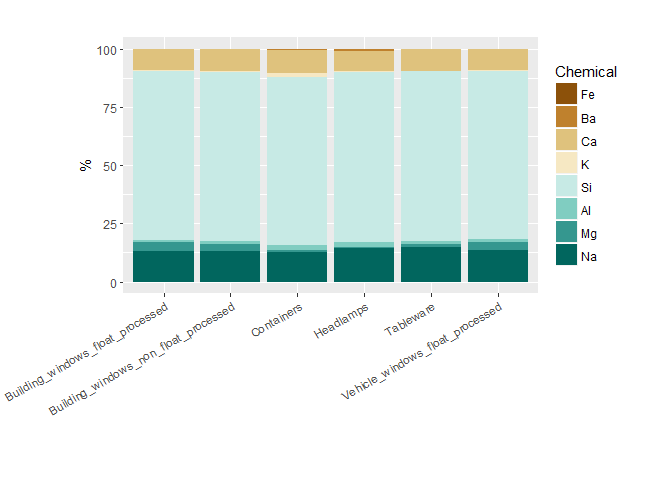 100
75
50
25
0
%
Building_windows_float_processed
Building_windows_non_float_processed
Containers
Headlamps
Tableware
Vehicle_windows_float_processed
Chemical
Fe
Ba
Ca
K
Si
Al
Mg
Na